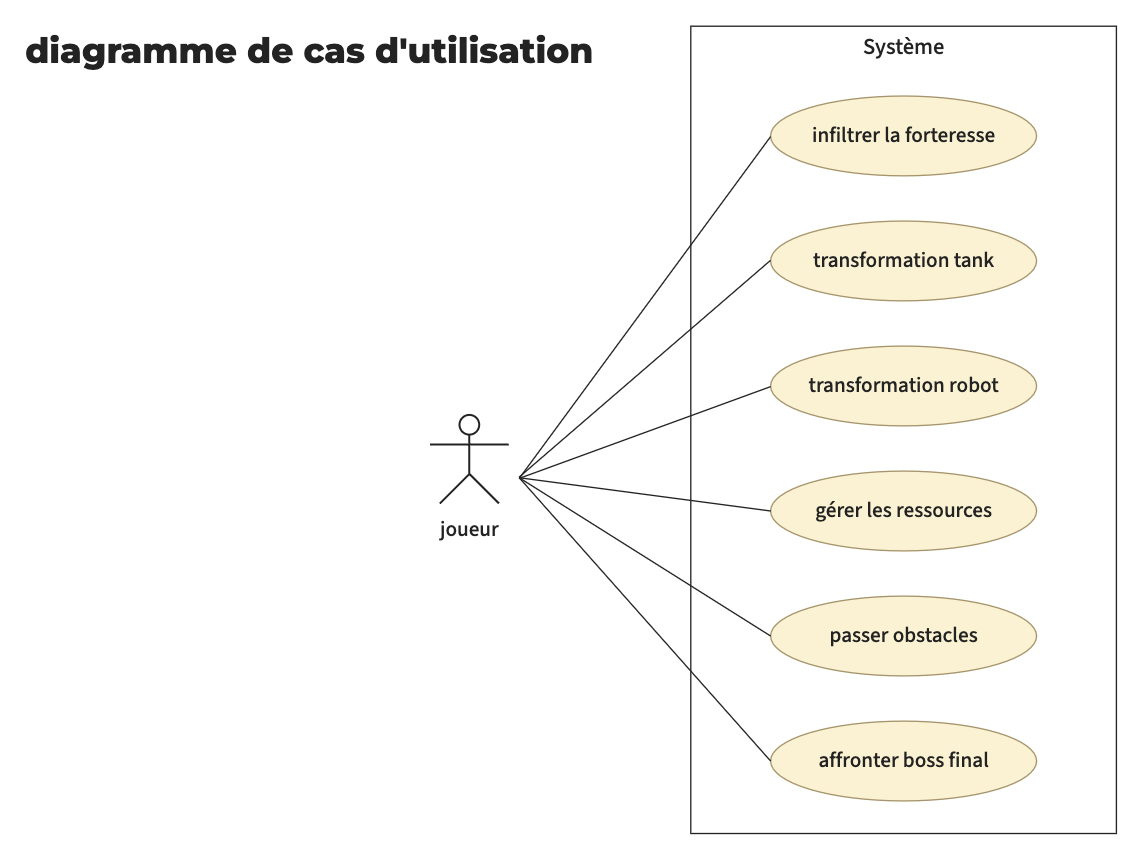 diagramme de cas d'utilisation
Système
infiltrer la forteresse
transformation tank
transformation robot
gérer les ressources
passer obstacles
affronter boss final
joueur